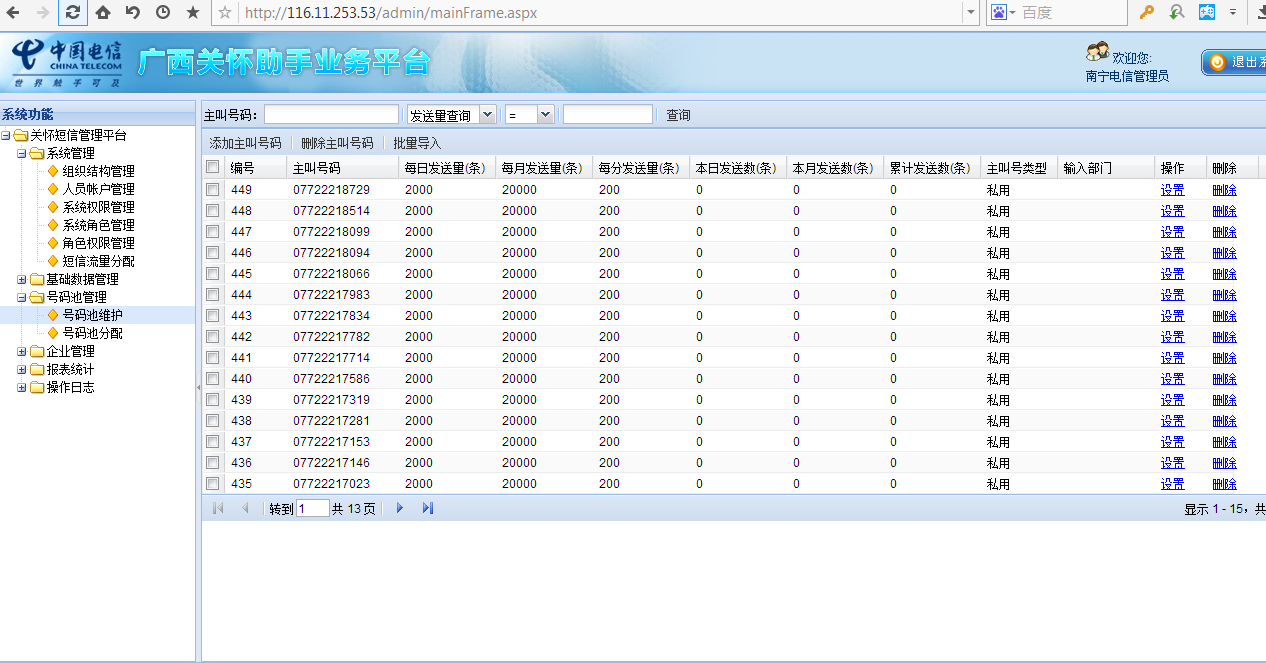 http://116.11.253.53/admin/mainFrame.aspx
百度
中国电信
CHINA TELECOM
世界触手可及
广西关怀助手业务平台
欢迎您:
南宁电信管理员
退出系
系统功能
关怀短信管理平台
系统管理
组织结构管理
人员帐户管理
系统权限管理
系统角色管理
角色权限管理
短信流量分配
基础数据管理
号码池管理
号码池维护
号码池分配
企业管理
报表统计
操作日志
主叫号码: 发送量查询 = 查询
添加主叫号码 删除主叫号码 批量导入
编号 主叫号码 每日发送量(条) 每月发送量(条) 每分发送量(条) 本日发送数(条) 本月发送数(条) 累计发送数(条) 主叫号类型 输入部门 操作 删除
449 07722218729 2000 20000 200 0 0 0 私用 设置 删除
448 07722218514 2000 20000 200 0 0 0 私用 设置 删除
447 07722218099 2000 20000 200 0 0 0 私用 设置 删除
446 07722218094 2000 20000 200 0 0 0 私用 设置 删除
445 07722218066 2000 20000 200 0 0 0 私用 设置 删除
444 07722217983 2000 20000 200 0 0 0 私用 设置 删除
443 07722217834 2000 20000 200 0 0 0 私用 设置 删除
442 07722217782 2000 20000 200 0 0 0 私用 设置 删除
441 07722217714 2000 20000 200 0 0 0 私用 设置 删除
440 07722217586 2000 20000 200 0 0 0 私用 设置 删除
439 07722217319 2000 20000 200 0 0 0 私用 设置 删除
438 07722217281 2000 20000 200 0 0 0 私用 设置 删除
437 07722217153 2000 20000 200 0 0 0 私用 设置 删除
436 07722217146 2000 20000 200 0 0 0 私用 设置 删除
435 07722217023 2000 20000 200 0 0 0 私用 设置 删除
转到 1 共 13 页 显示 1 - 15，共